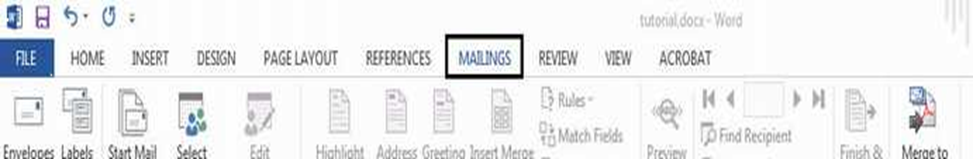 tutorial.docx - Word
FILE HOME INSERT DESIGN PAGE LAYOUT REFERENCES MAILINGS REVIEW VIEW ACROBAT
Rules
Match Fields Find Recipient
Envelopes Labels Start Mail Select Edit Highlight Address Greeting Insert Merge Preview Finish & Merge to